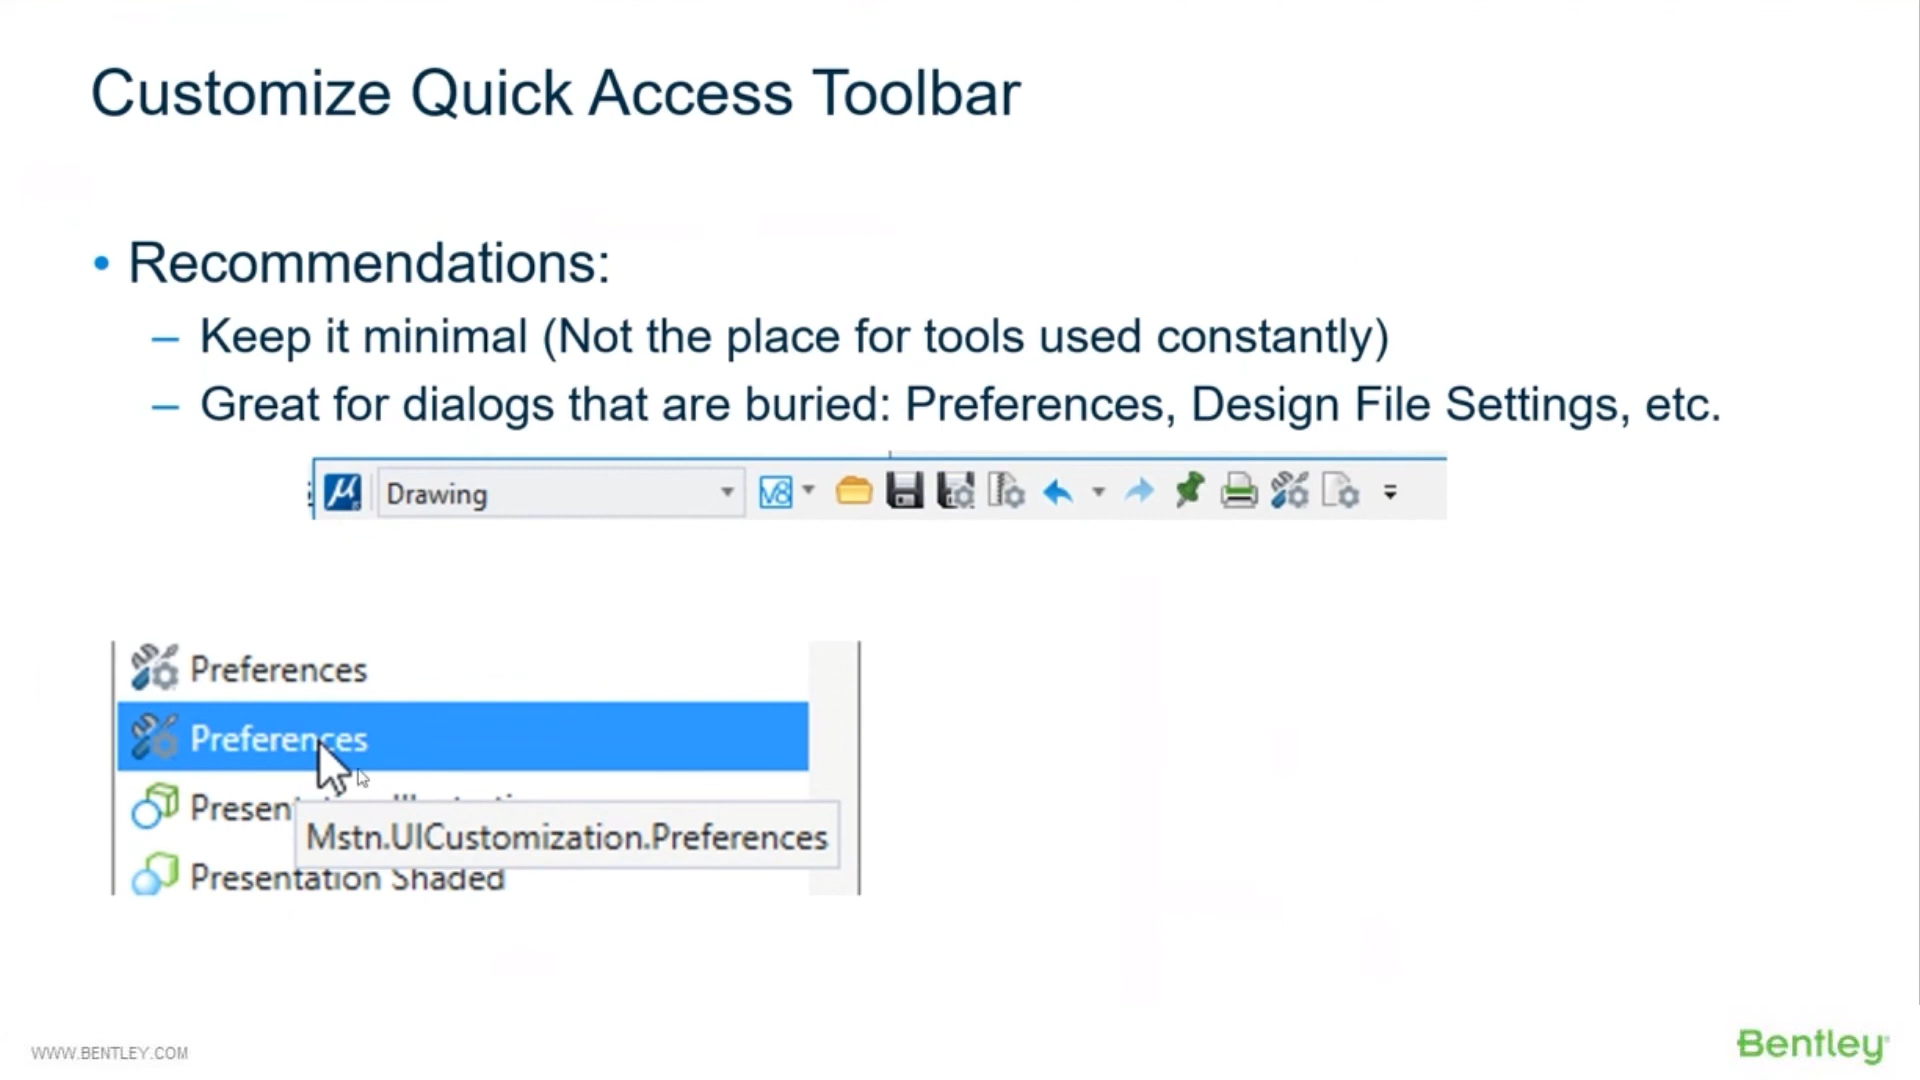 Customize Quick Access Toolbar
• Recommendations:
– Keep it minimal (Not the place for tools used constantly)
– Great for dialogs that are buried: Preferences, Design File Settings, etc.
Drawing
V8
Preferences
Preferences
Presen
Mstn.UICustomization.Preferences
Presentation Shaded
WWW.BENTLEY.COM
Bentley